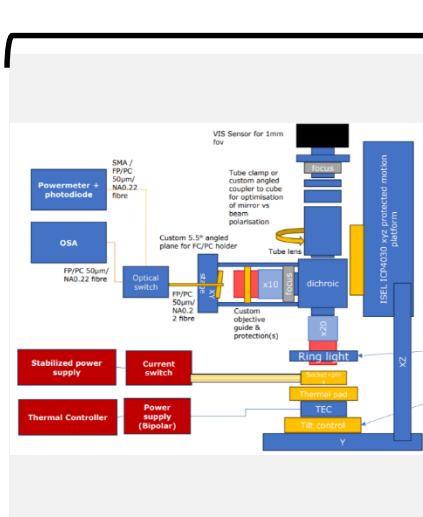 VIS Sensor for 1mm
fov
focus
Tube clamp or
custom angled
coupler to cube
for optimisation
of mirror vs
beam
polarisation
Tube lens
SMA /
FP/PC
50μm/
NA0.22
fibre
Powermeter +
photodiode
OSA
FP/PC 50μm/
NA0.22 fibre
Optical
switch
FP/PC
50μm/
NA0.2
2 fibre
Custom 5.5° angled
plane for FC/PC holder
XY
x10
focus
dichroic
Custom
objective
guide &
protection(s)
x20
Ring light
ISEL ICP4030 xyz protected motion
platform
XZ
Stabilized power
supply
Current
switch
Thermal pad
Thermal Controller
Power
supply
(Bipolar)
TEC
Tilt control
Y